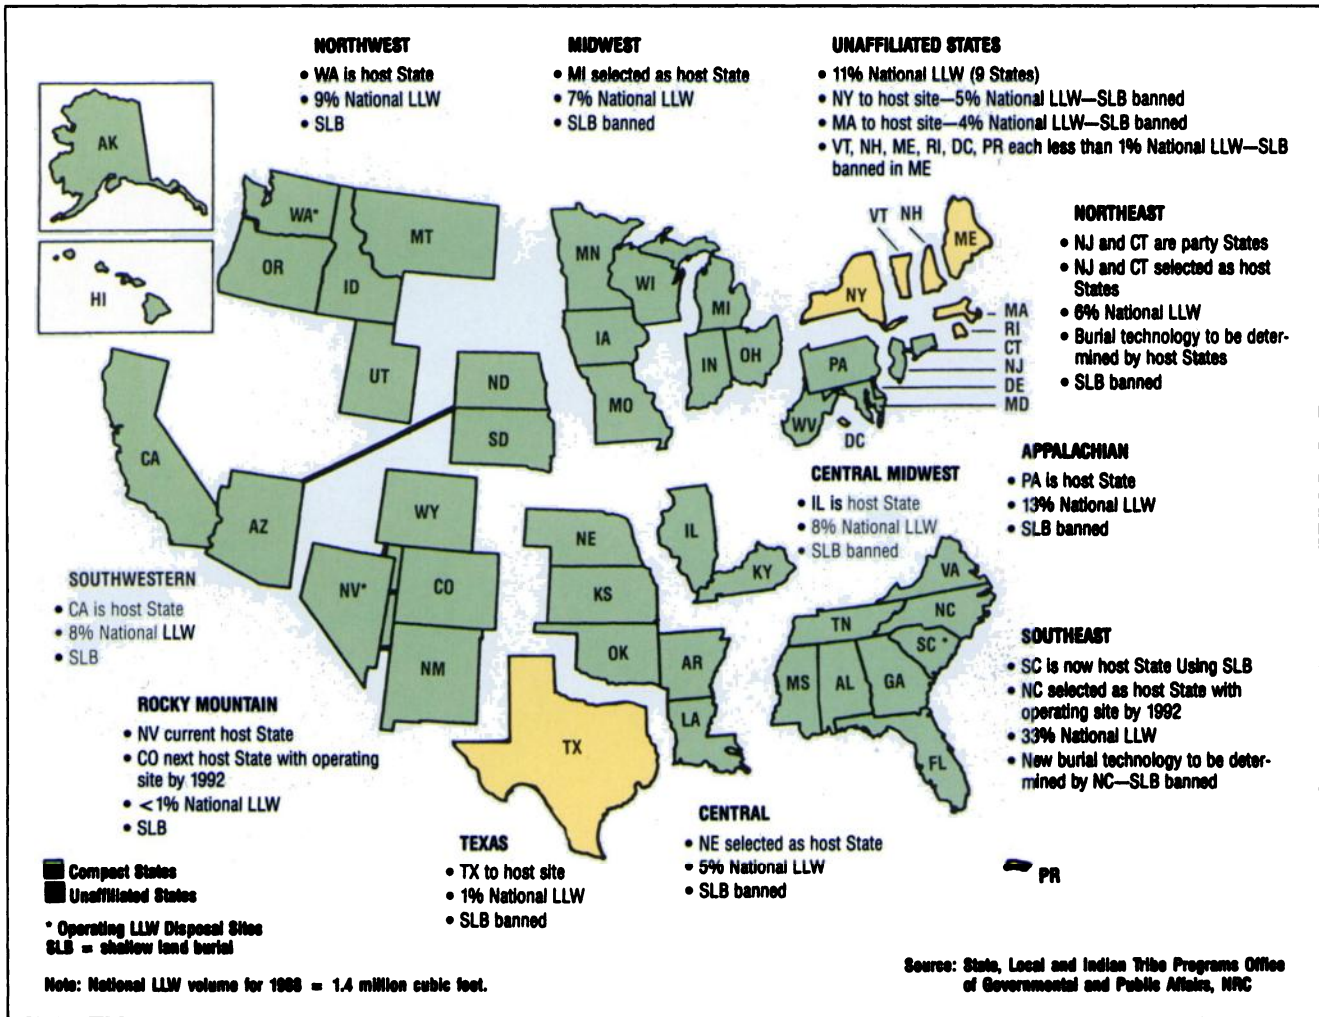 NORTHWEST
• WA is host State
• 9% National LLW
• SLB
MIDWEST
• MI selected as host State
• 7% National LLW
• SLB banned
UNAFFILIATED STATES
• 11% National LLW (9 States)
• NY to host site—5% National LLW—SLB banned
• MA to host site—4% National LLW—SLB banned
• VT, NH, ME, RI, DC, PR each less than 1% National LLW—SLB
banned in ME
NORTHEAST
• NJ and CT are party States
• NJ and CT selected as host
States
• 6% National LLW
• Burial technology to be deter-
mined by host States
• SLB banned
AK
HI
WA*
OR
ID
MT
UT
ND
SD
CA
AZ
MN
WI
MI
IA
MO
IN
OH
VT
NH
ME
NY
MA
RI
CT
NJ
DE
MD
PA
WV
DC
APPALACHIAN
• PA is host State
• 13% National LLW
• SLB banned
CENTRAL MIDWEST
• IL is host State
• 8% National LLW
• SLB banned
WY
NV*
CO
NM
NE
KS
OK
AR
LA
IL
KY
VA
NC
TN
SC *
MS
AL
GA
FL
TX
SOUTHWESTERN
• CA is host State
• 8% National LLW
• SLB
SOUTHEAST
• SC is now host State Using SLB
• NC selected as host State with
operating site by 1992
• 33% National LLW
• New burial technology to be deter-
mined by NC—SLB banned
ROCKY MOUNTAIN
• NV current host State
• CO next host State with operating
site by 1992
• <1% National LLW
• SLB
TEXAS
• TX to host site
• 1% National LLW
• SLB banned
CENTRAL
• NE selected as host State
• 5% National LLW
• SLB banned
PR
Compact States
Unaffiliated States
* Operating LLW Disposal Sites
SLB = shallow land burial
Note: National LLW volume for 1988 = 1.4 million cubic feet.
Source: State, Local and Indian Tribe Programs Office
of Governmental and Public Affairs, NRC